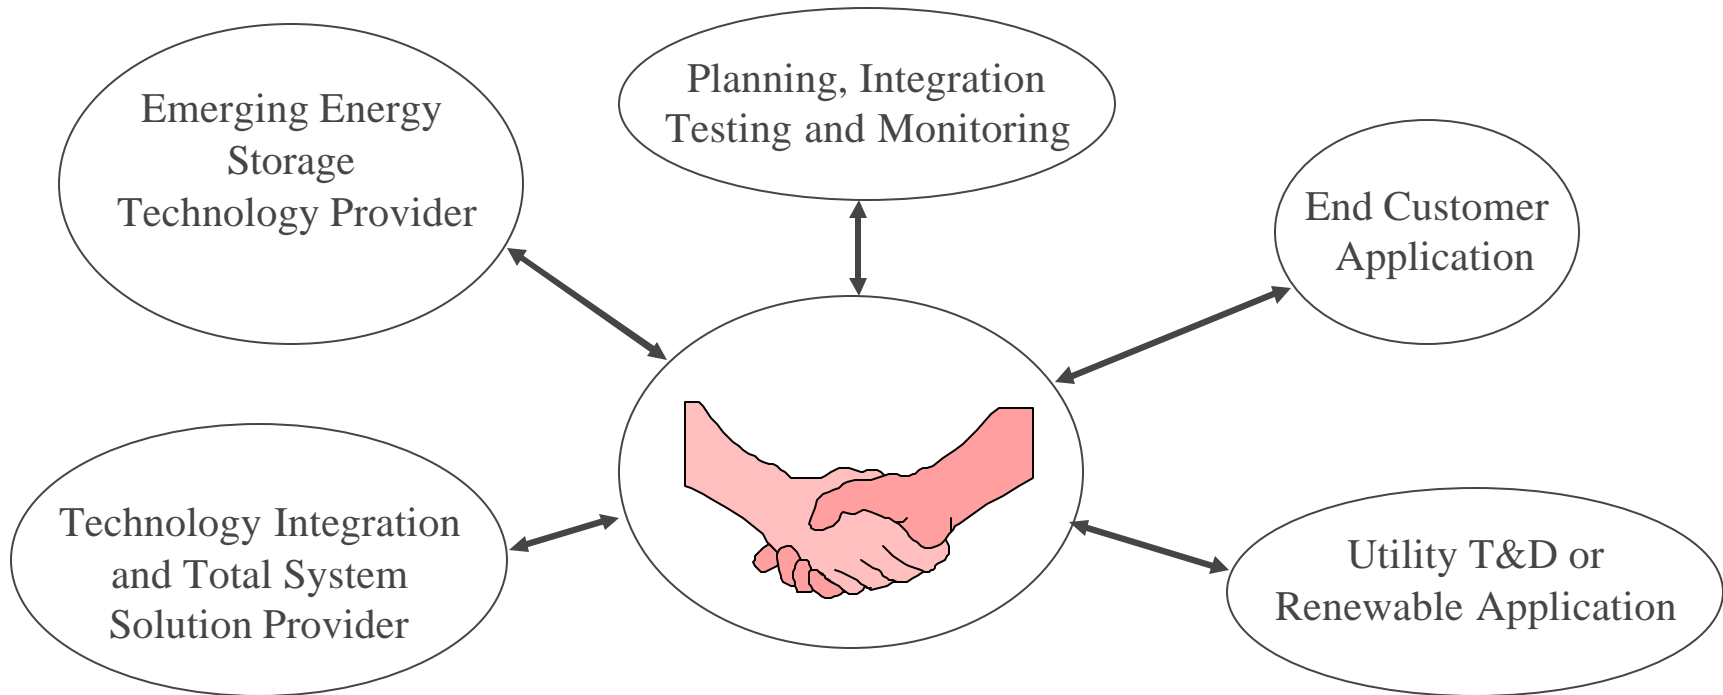 Emerging Energy
Storage
Technology Provider
Planning, Integration
Testing and Monitoring
End Customer
Application
Technology Integration
and Total System
Solution Provider
Utility T&D or
Renewable Application